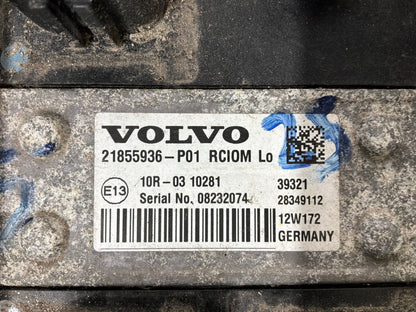 VOLVO
21855936-P01 RCIOM Lo
E13
10R-03 10281
39321
Serial No. 08232074
28349112
12W172
GERMANY